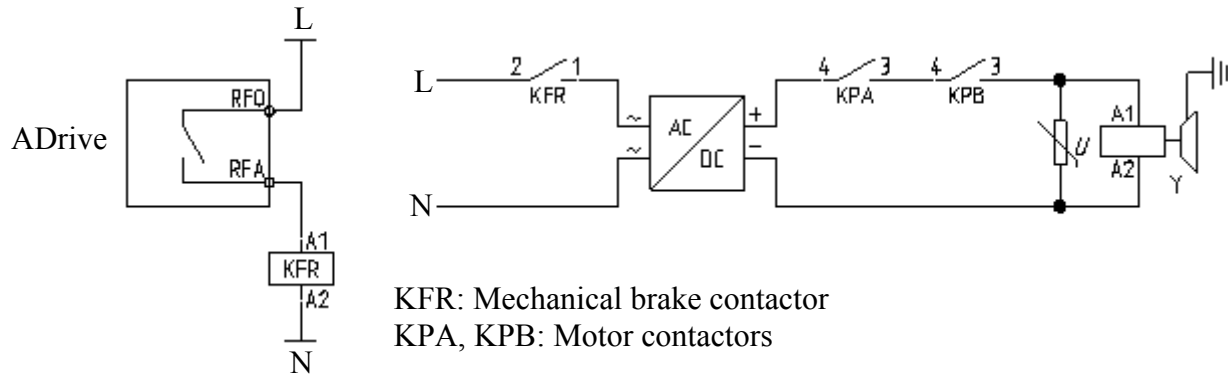 L
ADrive
RFO
RFA
A1
KFR
A2
N
L
2 1
KFR
~
~
AC
DC
+
-
4 3
KPA
4 3
KPB
U
A1
A2
Y
N
KFR: Mechanical brake contactor
KPA, KPB: Motor contactors